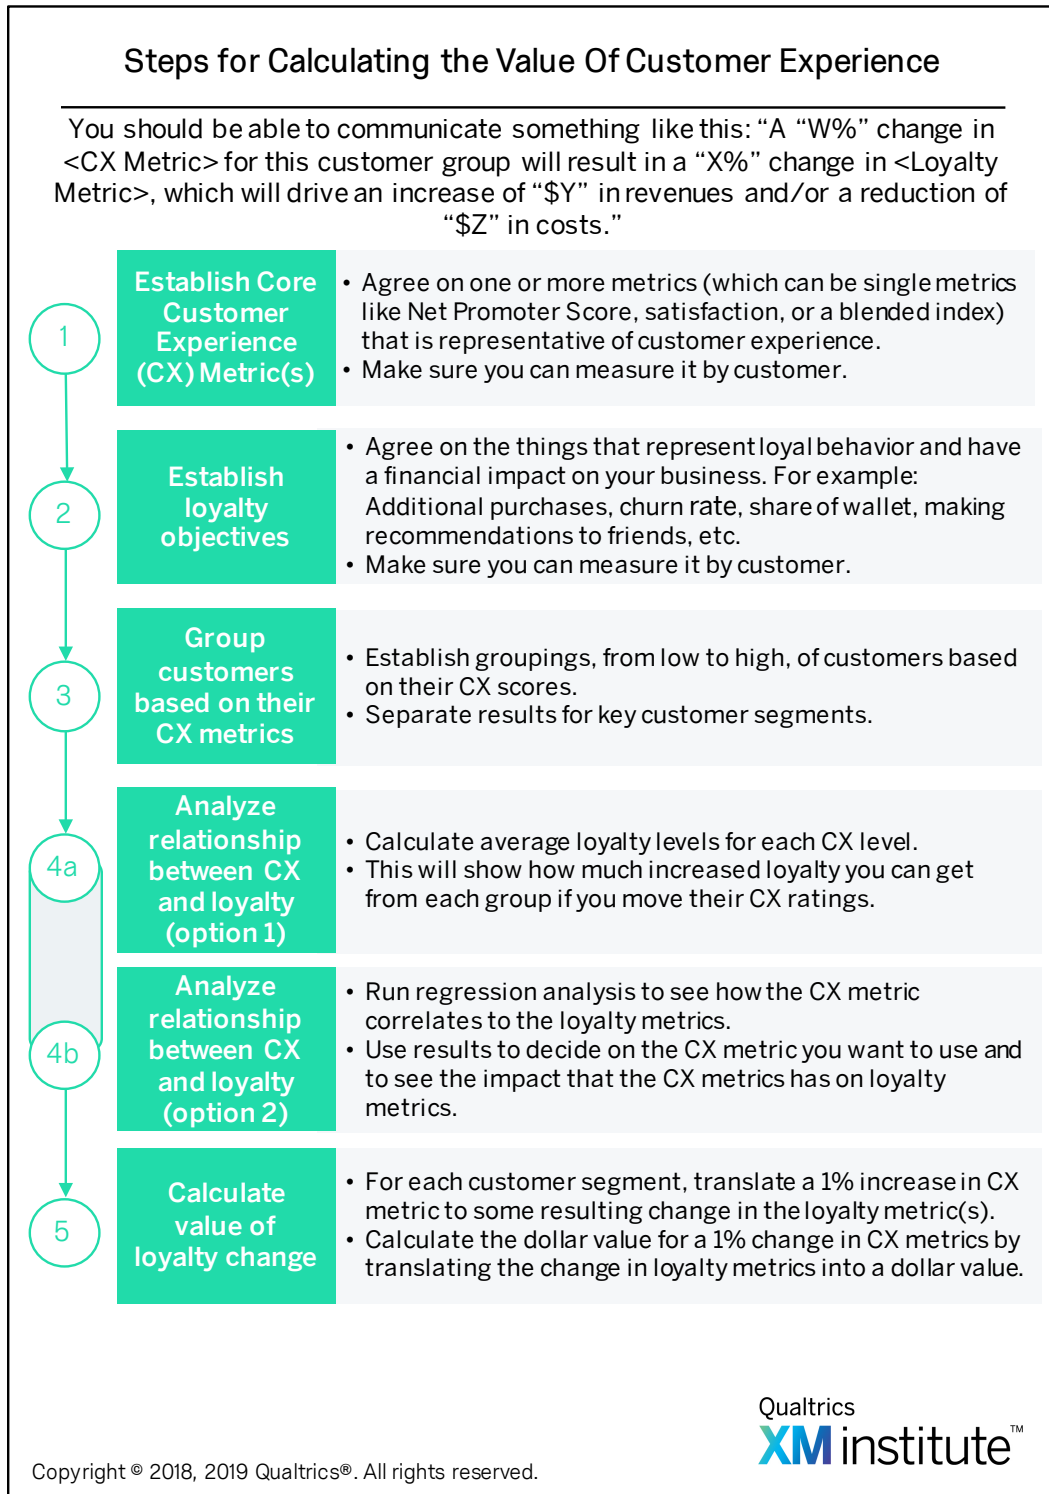 Steps for Calculating the Value Of Customer Experience
You should be able to communicate something like this: “A “W%” change in
<CX Metric> for this customer group will result in a “X%” change in <Loyalty
Metric>, which will drive an increase of “$Y” in revenues and/or a reduction of
“$Z” in costs.”
1
Establish Core
Customer
Experience
(CX) Metric(s)
• Agree on one or more metrics (which can be single metrics
like Net Promoter Score, satisfaction, or a blended index)
that is representative of customer experience.
• Make sure you can measure it by customer.
2
Establish
loyalty
objectives
• Agree on the things that represent loyal behavior and have
a financial impact on your business. For example:
Additional purchases, churn rate, share of wallet, making
recommendations to friends, etc.
• Make sure you can measure it by customer.
3
Group
customers
based on their
CX metrics
• Establish groupings, from low to high, of customers based
on their CX scores.
• Separate results for key customer segments.
4a
Analyze
relationship
between CX
and loyalty
(option 1)
• Calculate average loyalty levels for each CX level.
• This will show how much increased loyalty you can get
from each group if you move their CX ratings.
4b
Analyze
relationship
between CX
and loyalty
(option 2)
• Run regression analysis to see how the CX metric
correlates to the loyalty metrics.
• Use results to decide on the CX metric you want to use and
to see the impact that the CX metrics has on loyalty
metrics.
5
Calculate
value of
loyalty change
• For each customer segment, translate a 1% increase in CX
metric to some resulting change in the loyalty metric(s).
• Calculate the dollar value for a 1% change in CX metrics by
translating the change in loyalty metrics into a dollar value.
Qualtrics
XM institute™
Copyright © 2018, 2019 Qualtrics®. All rights reserved.